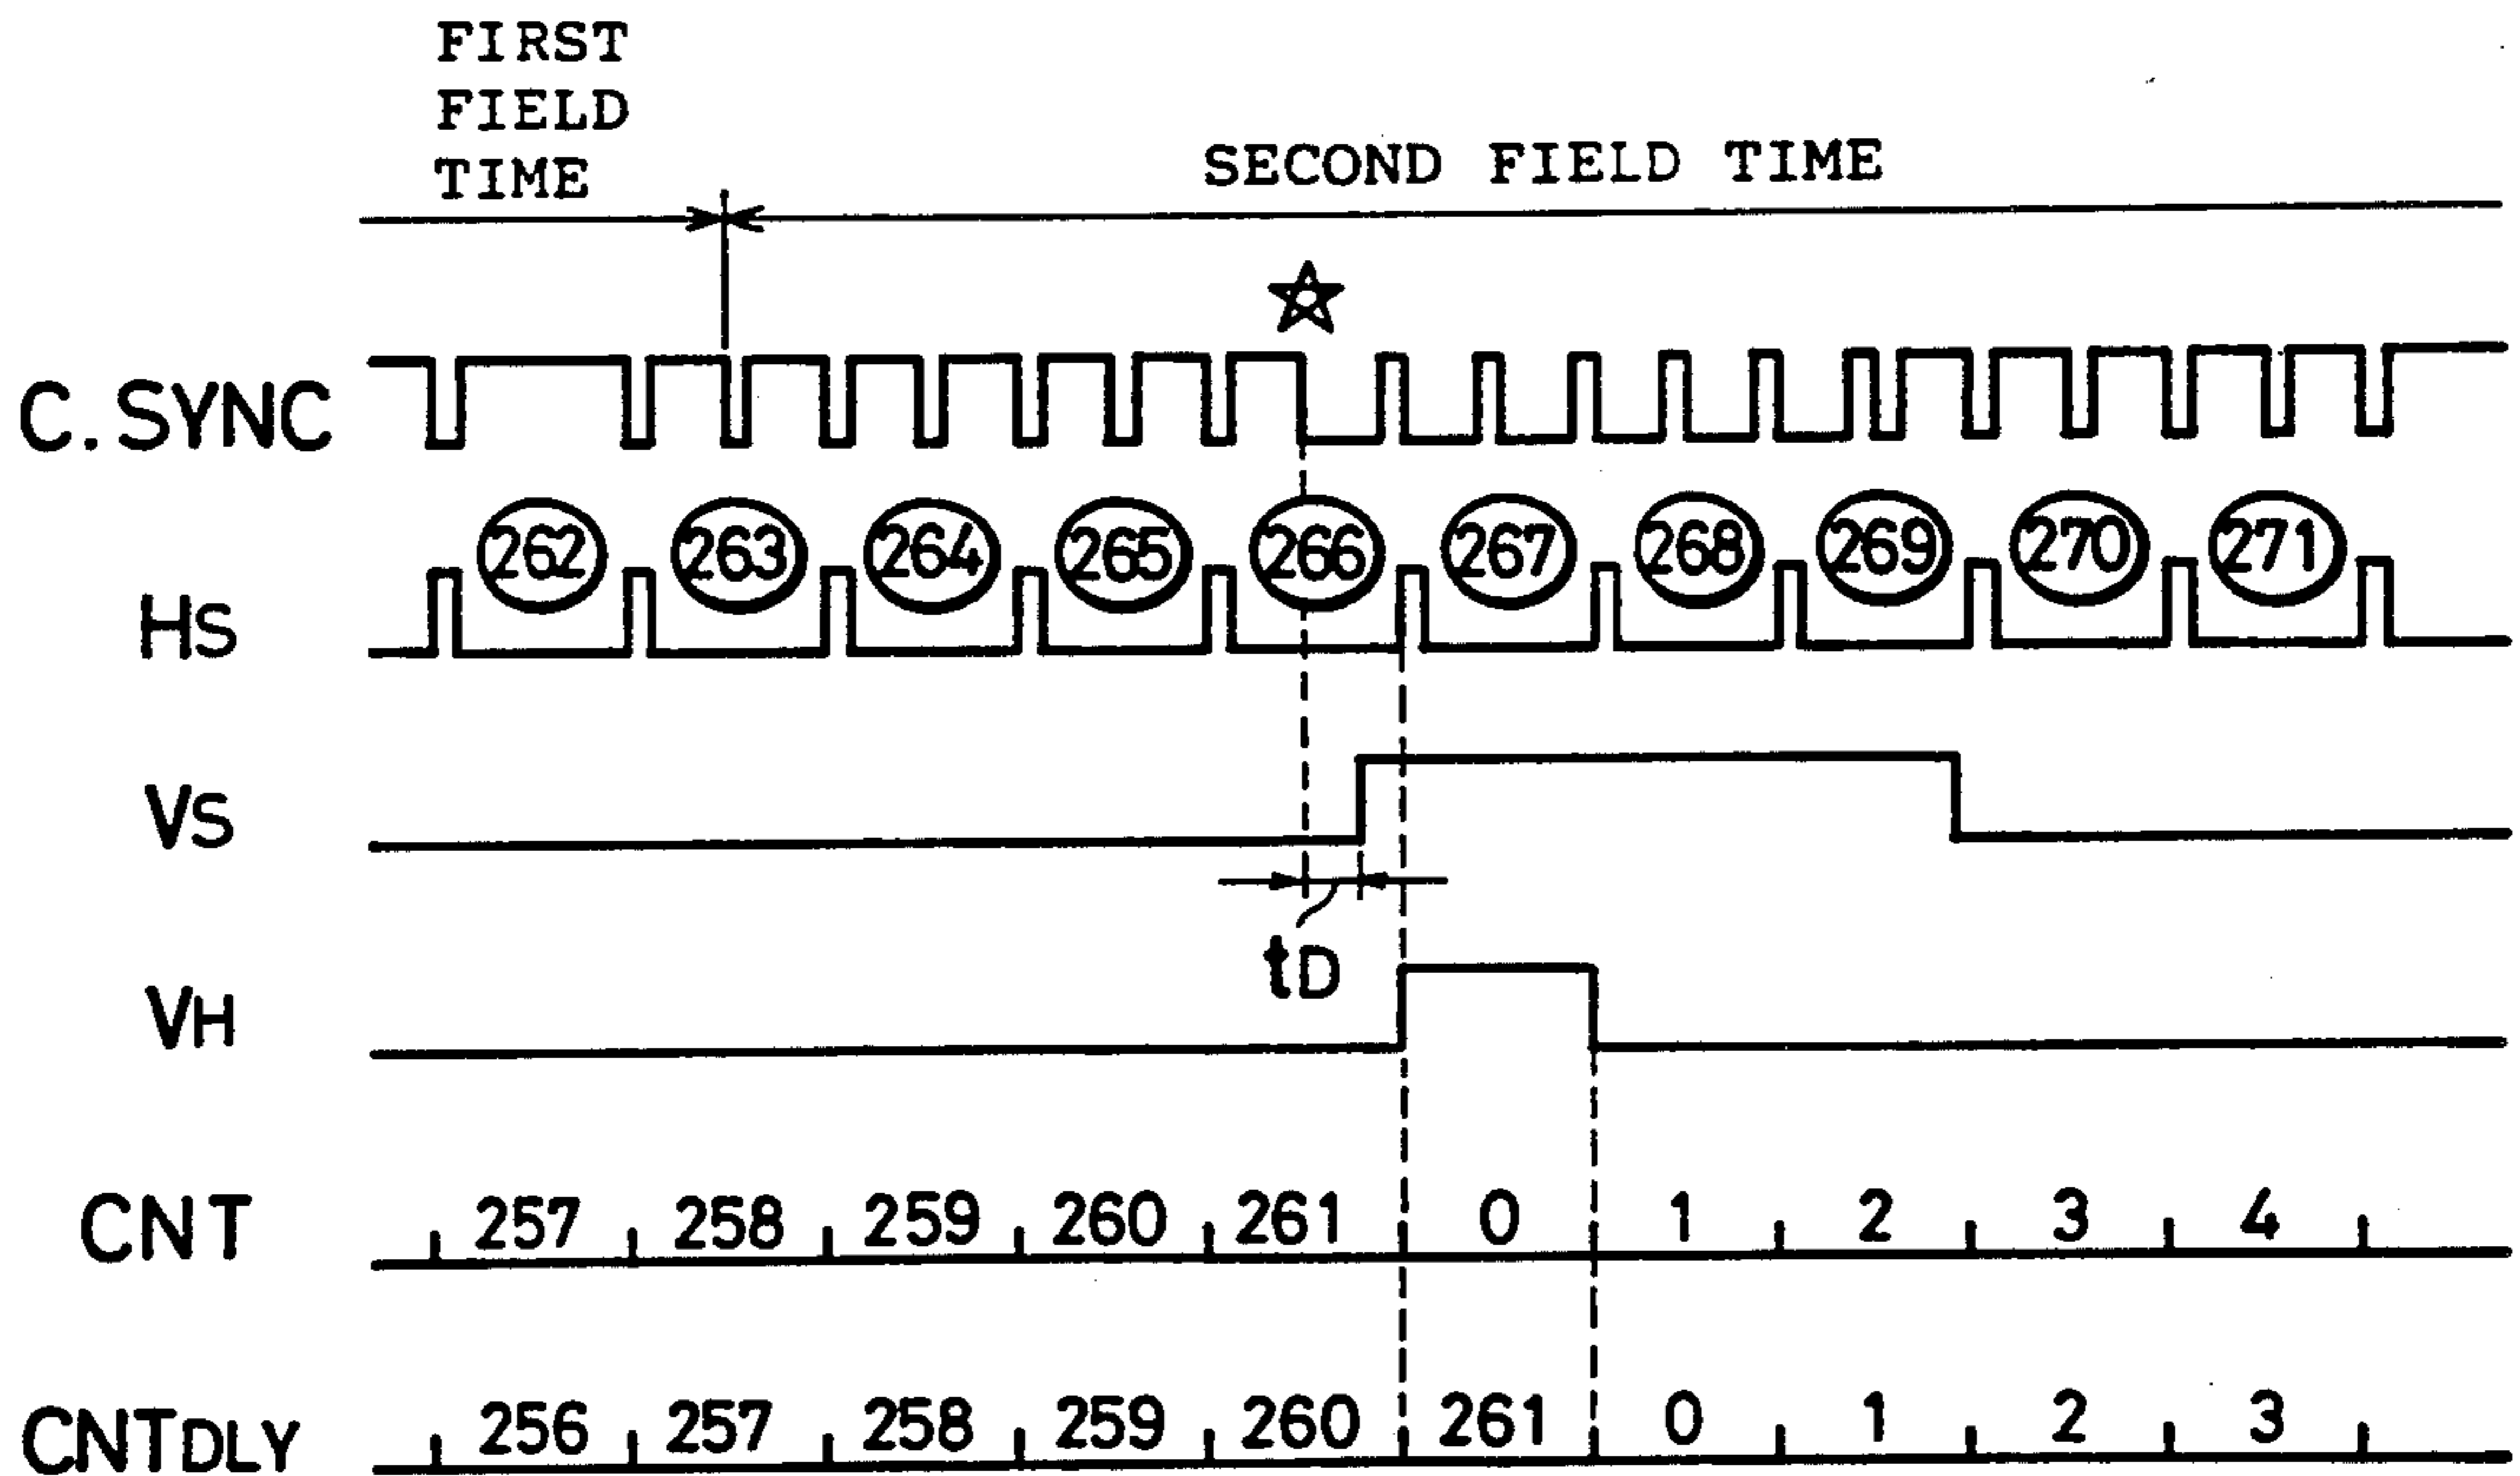 FIRST
FIELD
TIME
SECOND FIELD TIME
☆
C.SYNC
262 263 264 265 266 267 268 269 270 271
HS
VS
tD
VH
CNT 257 258 259 260 261 0 1 2 3 4
CNTDLY 256 257 258 259 260 261 0 1 2 3